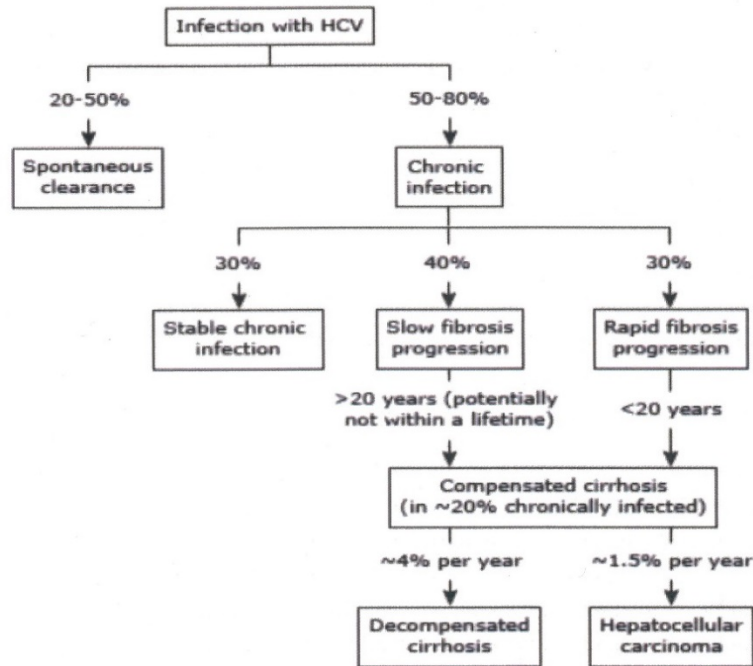 Infection with HCV
20-50%
50-80%
Spontaneous
clearance
Chronic
infection
30%
40%
30%
Stable chronic
infection
Slow fibrosis
progression
Rapid fibrosis
progression
>20 years (potentially
not within a lifetime)
<20 years
Compensated cirrhosis
(in ~20% chronically infected)
~4% per year
~1.5% per year
Decompensated
cirrhosis
Hepatocellular
carcinoma